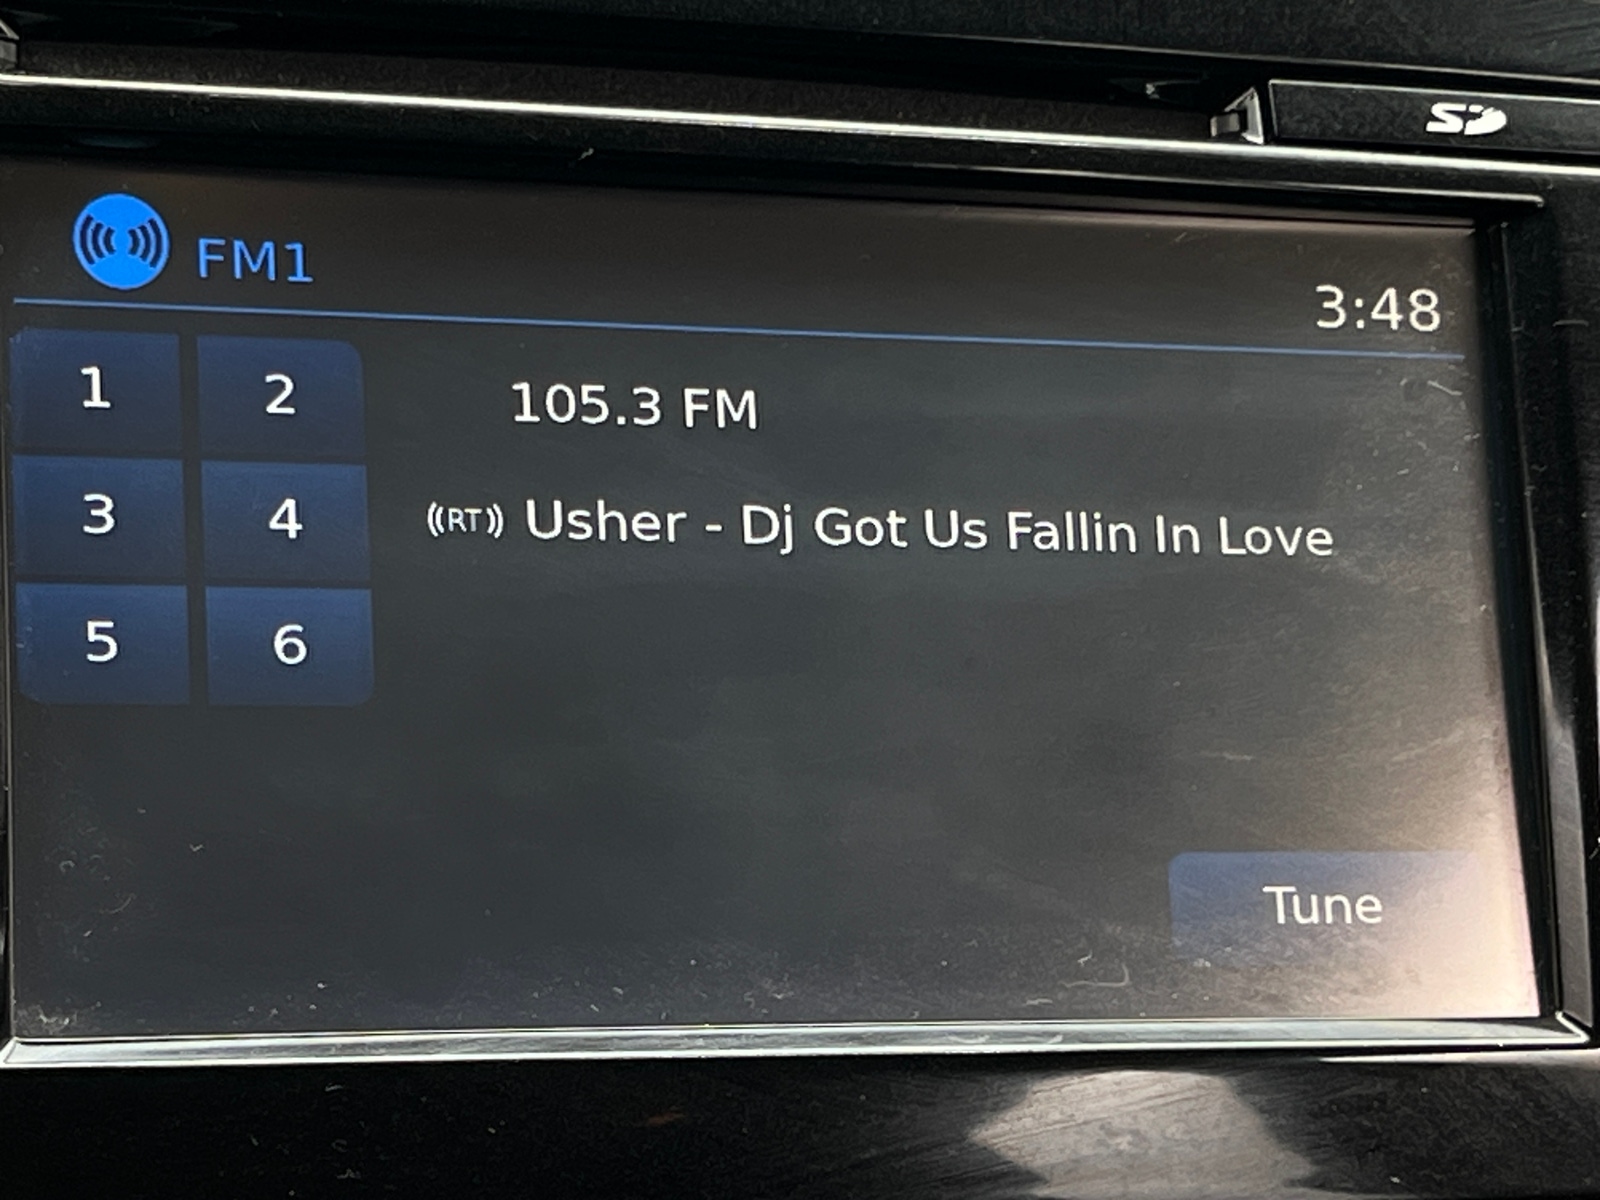 SD
FM1
3:48
1 2
105.3 FM
3 4
((RT)) Usher - Dj Got Us Fallin In Love
5 6
Tune